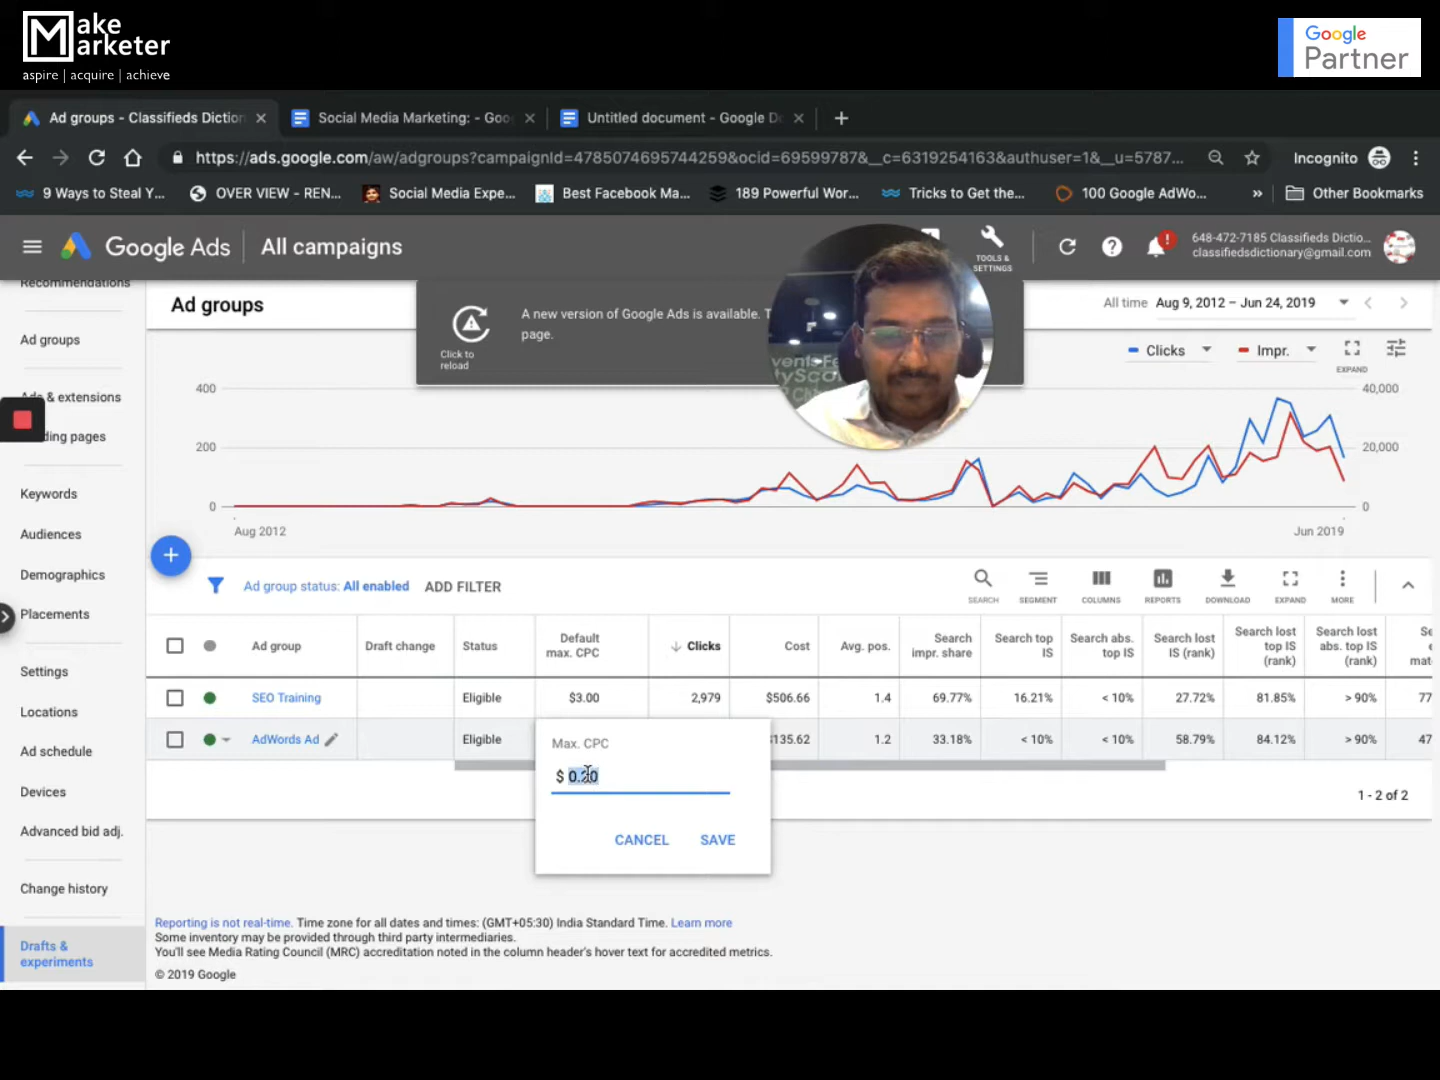 Make
Marketer
aspire | acquire | achieve
Google
Partner
Ad groups - Classifieds Diction
Social Media Marketing: - Goo
Untitled document - Google D
https://ads.google.com/aw/adgroups?campaignId=4785074695744259&ocid=69599787&__c=6319254163&authuser=1&__u=5787...
Incognito
9 Ways to Steal Y...
OVER VIEW - REN...
Social Media Expe...
Best Facebook Ma...
189 Powerful Wor...
Tricks to Get the...
100 Google AdWo...
»
Other Bookmarks
Google Ads
All campaigns
TOOLS &
SETTINGS
648-472-7185 Classifieds Dictio...
classifiedsdictionary@gmail.com
Recommendations
Ad groups
Ads & extensions
Keywords
Audiences
Demographics
Placements
Settings
Locations
Ad schedule
Devices
Advanced bid adj.
Change history
Drafts &
experiments
Ad groups
A new version of Google Ads is available.
page.
Click to
reload
All time Aug 9, 2012 – Jun 24, 2019
Clicks
Impr.
EXPAND
400
200
0
40,000
20,000
0
Aug 2012
Jun 2019
Ad group status: All enabled
ADD FILTER
SEARCH
SEGMENT
COLUMNS
REPORTS
DOWNLOAD
EXPAND
MORE
Ad group
Draft change
Status
Default
max. CPC
Clicks
Cost
Avg. pos.
Search
impr. share
Search top
IS
Search abs.
top IS
Search lost
IS (rank)
Search lost
top IS
(rank)
Search lost
abs. top IS
(rank)
SEO Training Eligible $3.00 2,979 $506.66 1.4 69.77% 16.21% < 10% 27.72% 81.85% > 90% 77
AdWords Ad Eligible $135.62 1.2 33.18% < 10% < 10% 58.79% 84.12% > 90% 47
Max. CPC
CANCEL
SAVE
1 - 2 of 2
Reporting is not real-time. Time zone for all dates and times: (GMT+05:30) India Standard Time. Learn more
Some inventory may be provided through third party intermediaries.
You'll see Media Rating Council (MRC) accreditation noted in the column header's hover text for accredited metrics.
© 2019 Google